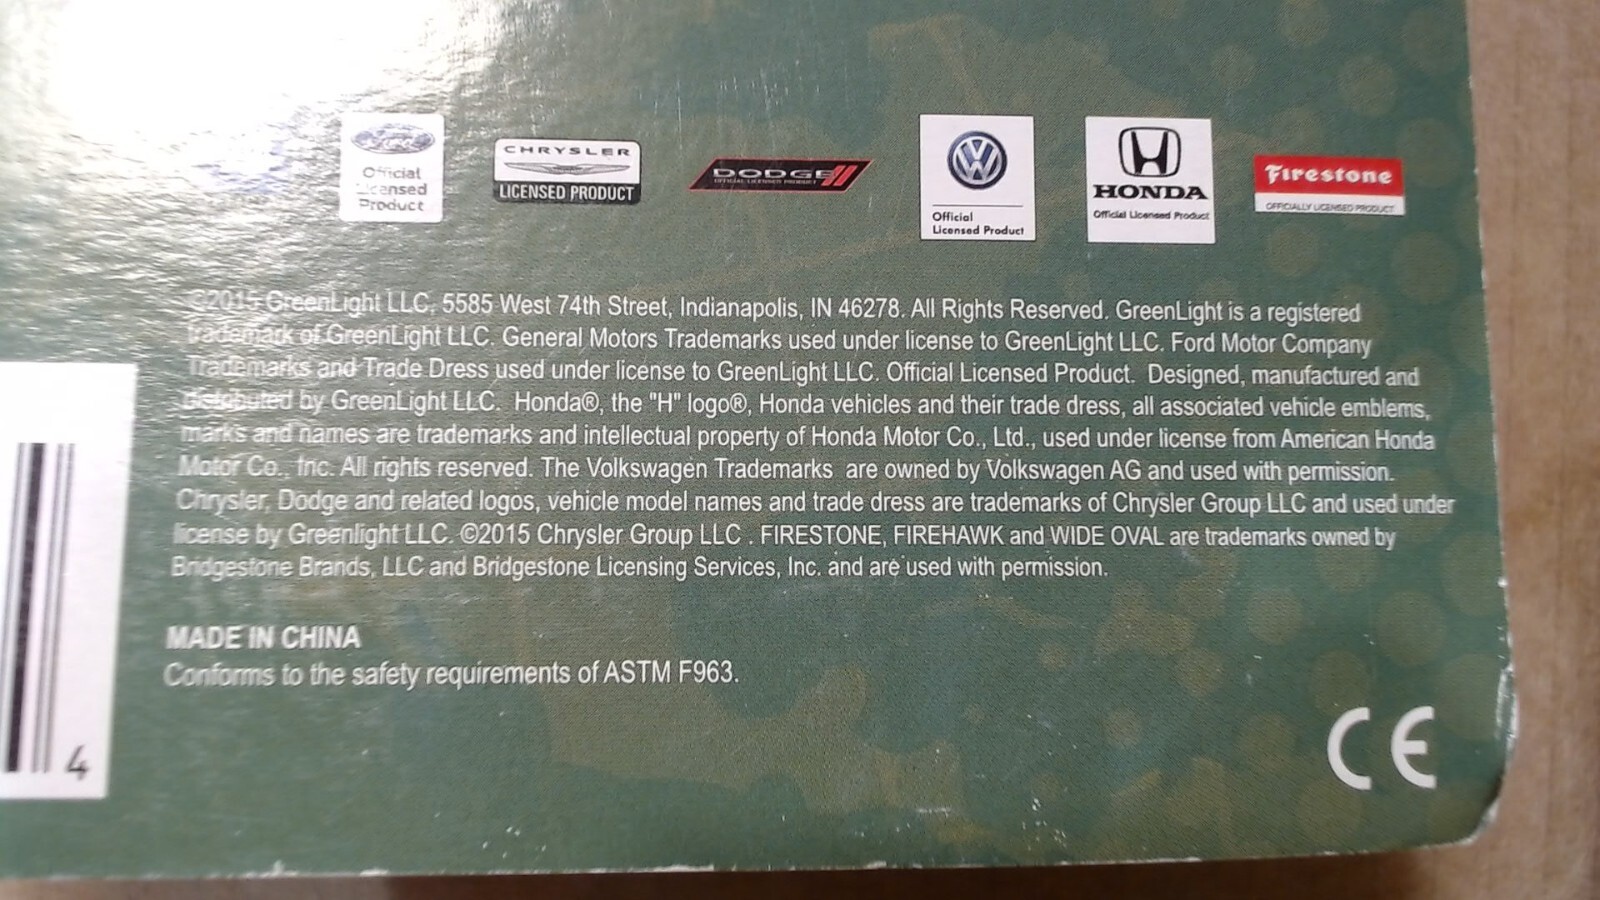 Ford
Official
Licensed
Product
CHRYSLER
LICENSED PRODUCT
DODGE
OFFICIAL LICENSED PRODUCT
Official
Licensed Product
HONDA
Official Licensed Product
Firestone
OFFICIALLY LICENSED PRODUCT
©2015 GreenLight LLC, 5585 West 74th Street, Indianapolis, IN 46278. All Rights Reserved. GreenLight is a registered
trademark of GreenLight LLC. General Motors Trademarks used under license to GreenLight LLC. Ford Motor Company
Trademarks and Trade Dress used under license to GreenLight LLC. Official Licensed Product. Designed, manufactured and
distributed by GreenLight LLC. Honda®, the "H" logo®, Honda vehicles and their trade dress, all associated vehicle emblems,
marks and names are trademarks and intellectual property of Honda Motor Co., Ltd., used under license from American Honda
Motor Co., Inc. All rights reserved. The Volkswagen Trademarks are owned by Volkswagen AG and used with permission.
Chrysler, Dodge and related logos, vehicle model names and trade dress are trademarks of Chrysler Group LLC and used under
license by Greenlight LLC. ©2015 Chrysler Group LLC . FIRESTONE, FIREHAWK and WIDE OVAL are trademarks owned by
Bridgestone Brands, LLC and Bridgestone Licensing Services, Inc. and are used with permission.
MADE IN CHINA
Conforms to the safety requirements of ASTM F963.
4
CE